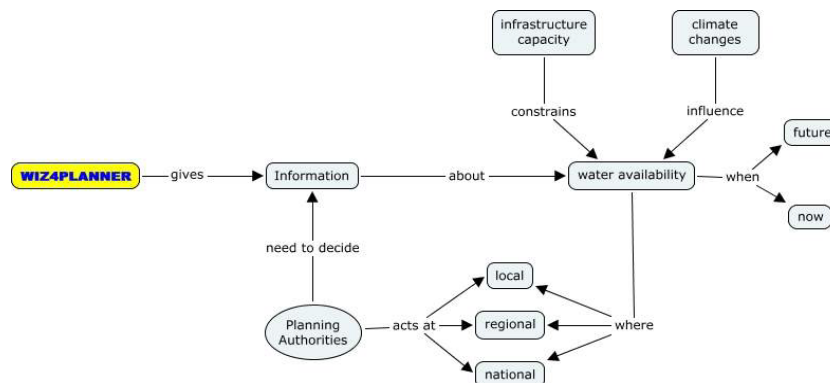 infrastructure
capacity
climate
changes
constrains
influence
future
WIZ4PLANNER
gives
Information
about
water availability
when
now
need to decide
local
Planning
Authorities
acts at
regional
where
national